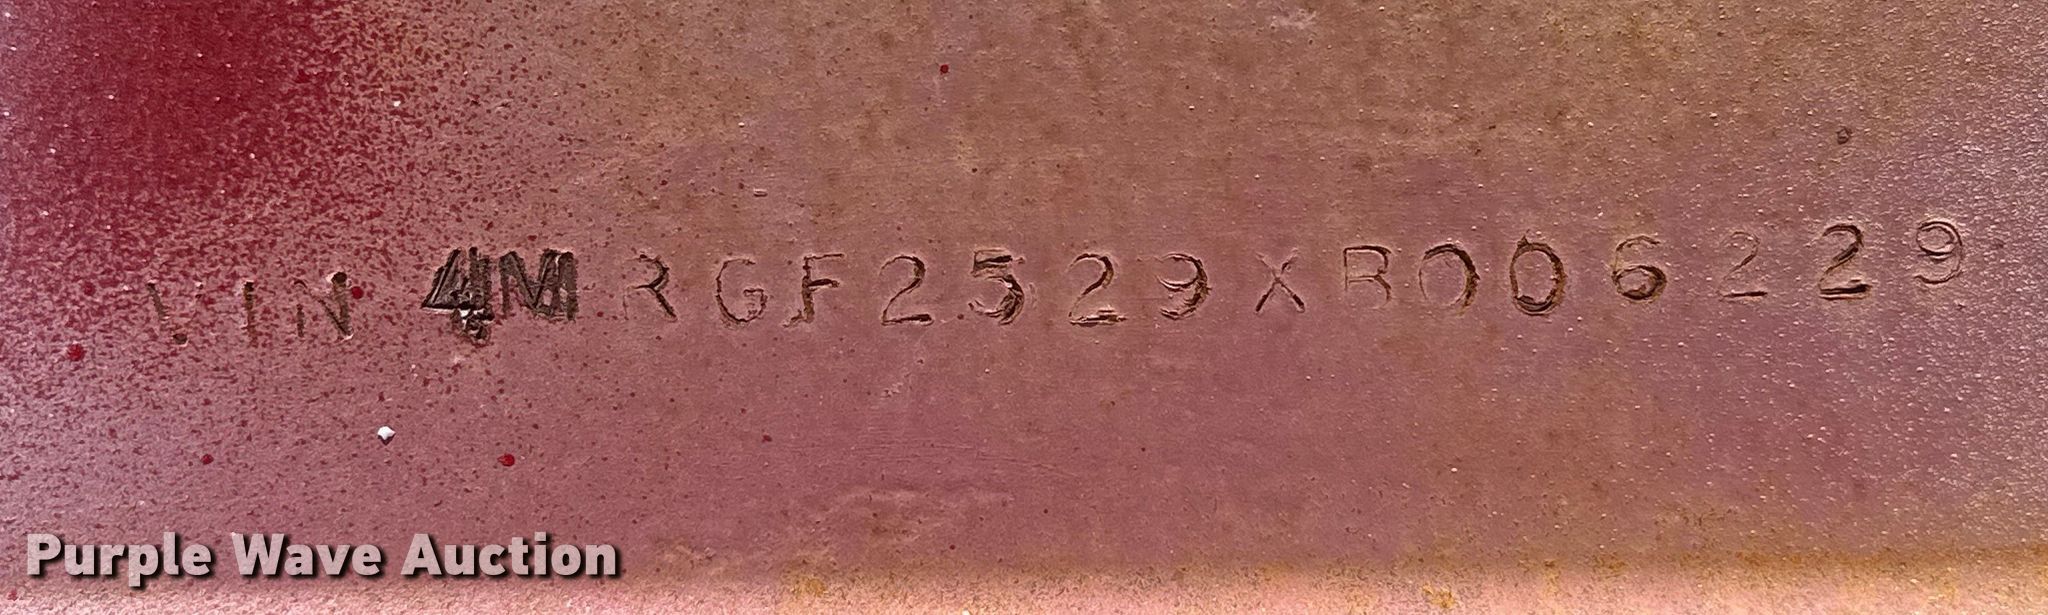 VIN 4MRGF2529XB006229
Purple Wave Auction